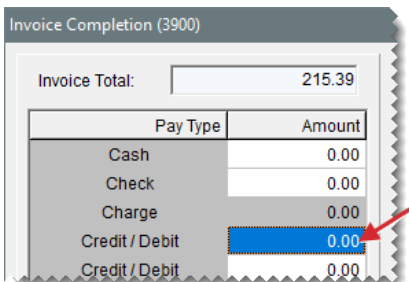 Invoice Completion (3900)
Invoice Total: 215.39
Pay Type Amount
Cash 0.00
Check 0.00
Charge 0.00
Credit / Debit 0.00
Credit / Debit 0.00